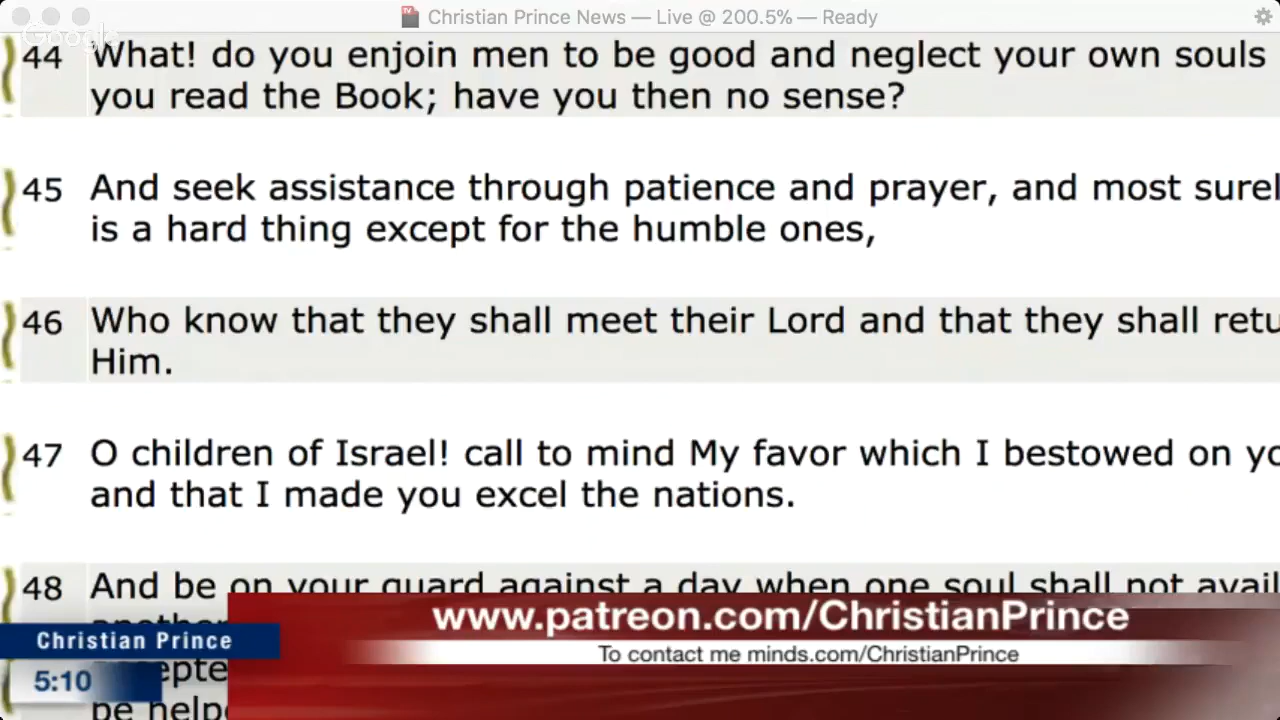 Christian Prince News — Live @ 200.5% — Ready
Google
44 What! do you enjoin men to be good and neglect your own souls
you read the Book; have you then no sense?
45 And seek assistance through patience and prayer, and most surel
is a hard thing except for the humble ones,
46 Who know that they shall meet their Lord and that they shall retu
Him.
47 O children of Israel! call to mind My favor which I bestowed on yo
and that I made you excel the nations.
48 And be on your guard against a day when one soul shall not avail
another
epte
be helpe
www.patreon.com/ChristianPrince
To contact me minds.com/ChristianPrince
Christian Prince
5:10